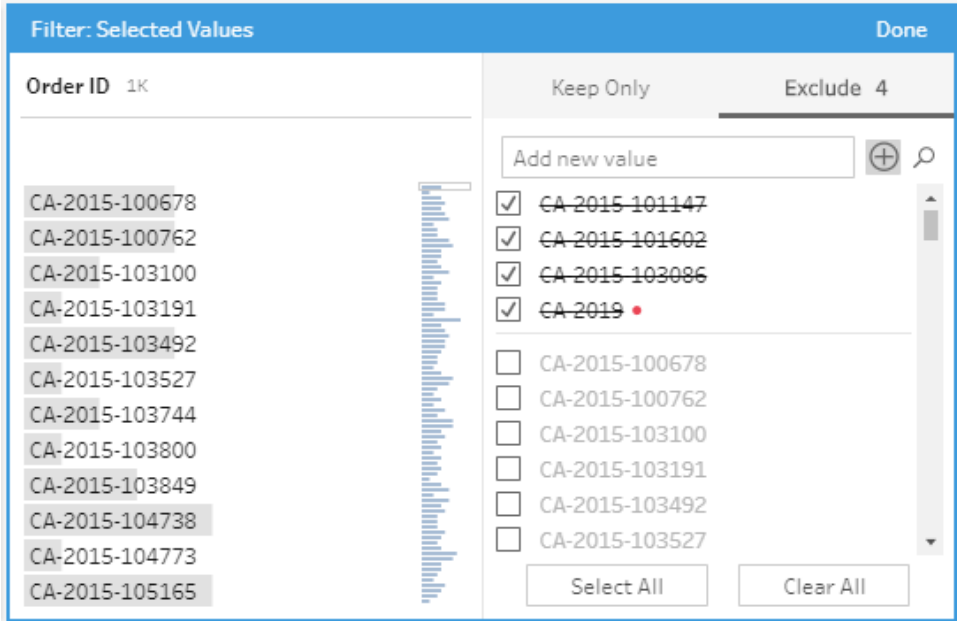 Filter: Selected Values Done
Order ID 1K
Keep Only Exclude 4
Add new value
CA-2015-100678
CA-2015-100762
CA-2015-103100
CA-2015-103191
CA-2015-103492
CA-2015-103527
CA-2015-103744
CA-2015-103800
CA-2015-103849
CA-2015-104738
CA-2015-104773
CA-2015-105165
CA-2015-101147
CA-2015-101602
CA-2015-103086
CA-2019
CA-2015-100678
CA-2015-100762
CA-2015-103100
CA-2015-103191
CA-2015-103492
CA-2015-103527
Select All Clear All